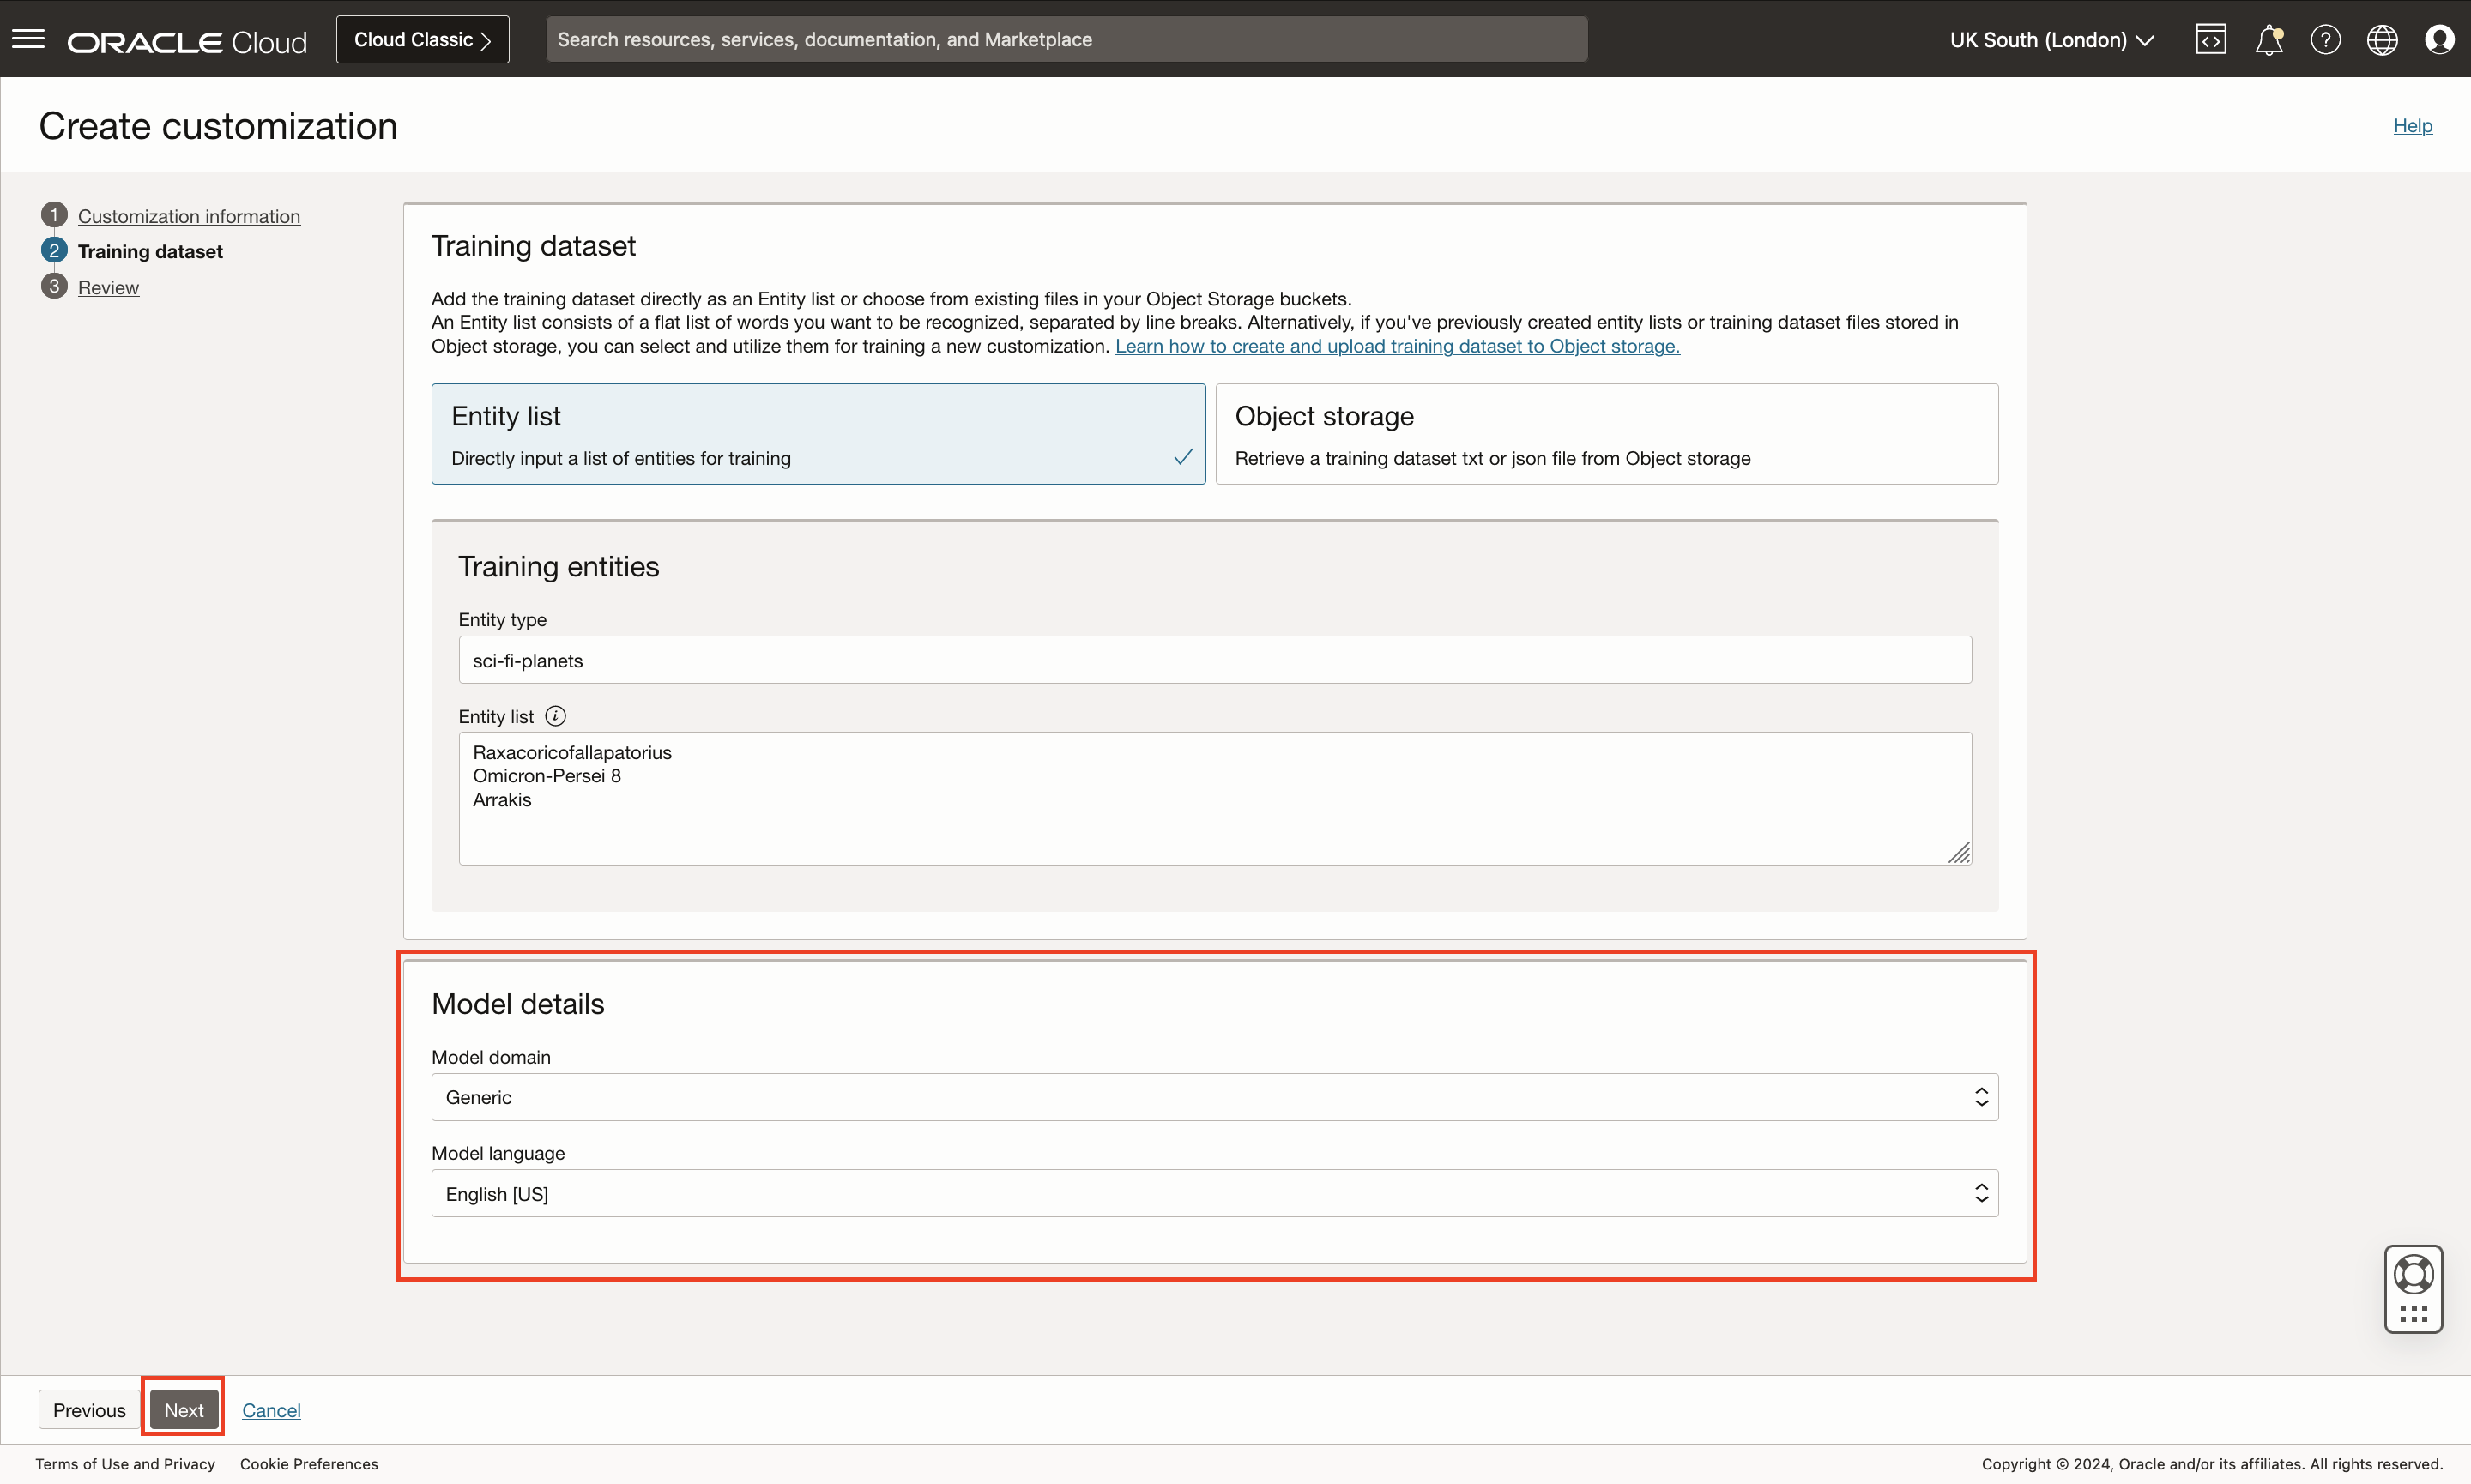 ORACLE Cloud
Cloud Classic
Search resources, services, documentation, and Marketplace
UK South (London)
Create customization
Help
1 Customization information
2 Training dataset
3 Review
Training dataset
Add the training dataset directly as an Entity list or choose from existing files in your Object Storage buckets.
An Entity list consists of a flat list of words you want to be recognized, separated by line breaks. Alternatively, if you've previously created entity lists or training dataset files stored in
Object storage, you can select and utilize them for training a new customization. Learn how to create and upload training dataset to Object storage.
Entity list
Directly input a list of entities for training
Object storage
Retrieve a training dataset txt or json file from Object storage
Training entities
Entity type
sci-fi-planets
Entity list
Raxacoricofallapatorius
Omicron-Persei 8
Arrakis
Model details
Model domain
Generic
Model language
English [US]
Previous
Next
Cancel
Terms of Use and Privacy
Cookie Preferences
Copyright © 2024, Oracle and/or its affiliates. All rights reserved.